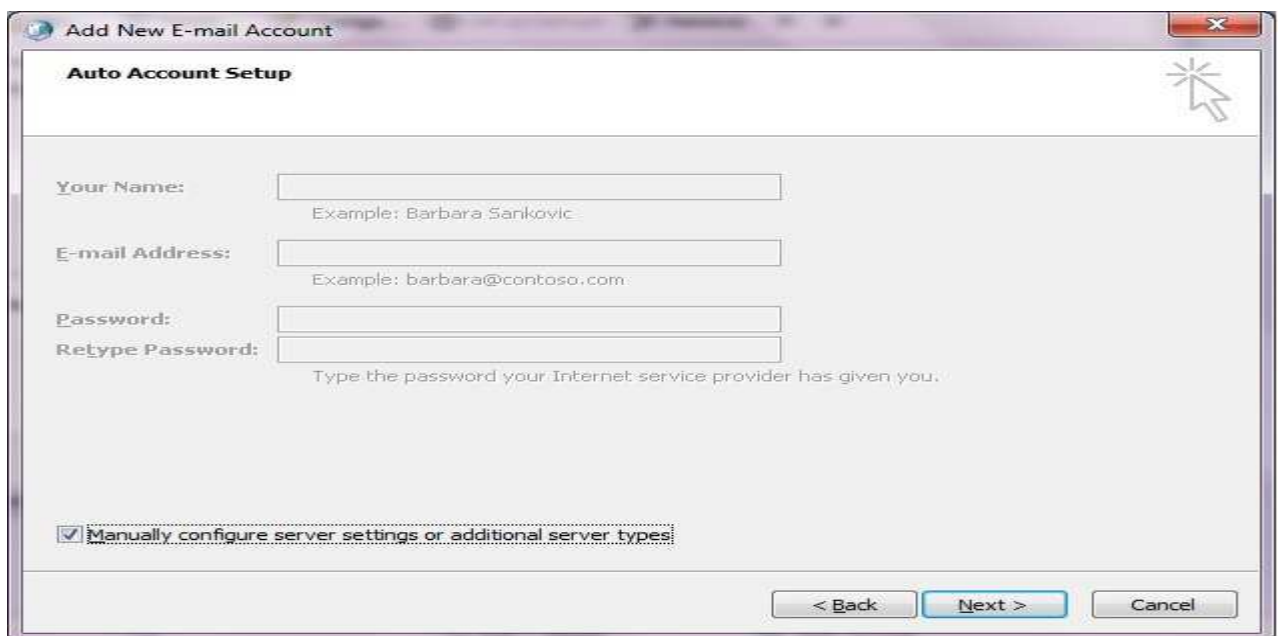 Add New E-mail Account
Auto Account Setup
Your Name:
Example: Barbara Sankovic
E-mail Address:
Example: barbara@contoso.com
Password:
Retype Password:
Type the password your Internet service provider has given you.
Manually configure server settings or additional server types
< Back Next > Cancel